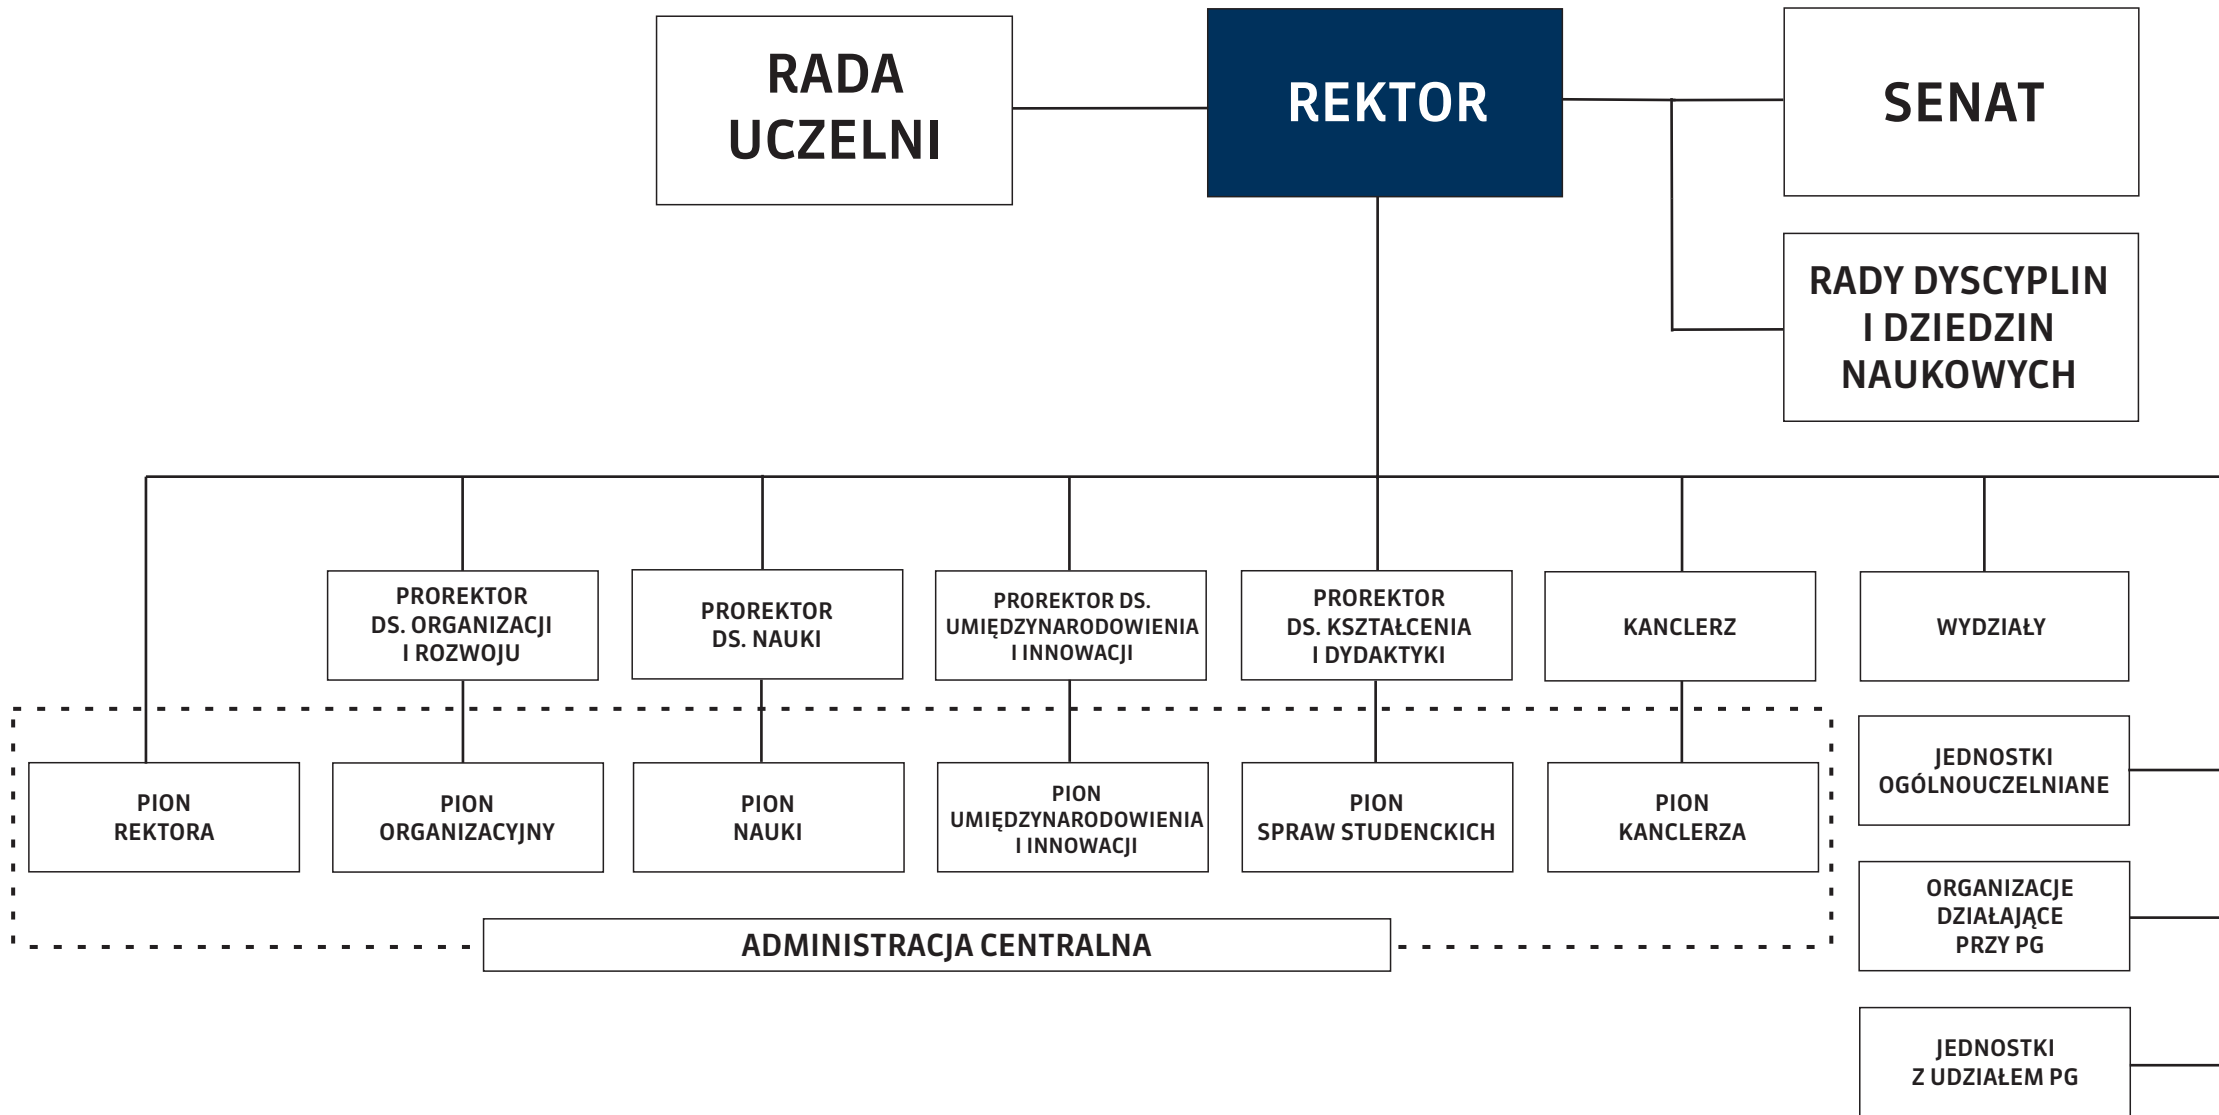 RADA
UCZELNI
REKTOR
SENAT
RADY DYSCYPLIN
I DZIEDZIN
NAUKOWYCH
PROREKTOR
DS. ORGANIZACJI
I ROZWOJU
PROREKTOR
DS. NAUKI
PROREKTOR DS.
UMIĘDZYNARODOWIENIA
I INNOWACJI
PROREKTOR
DS. KSZTAŁCENIA
I DYDAKTYKI
KANCLERZ
WYDZIAŁY
PION
REKTORA
PION
ORGANIZACYJNY
PION
NAUKI
PION
UMIĘDZYNARODOWIENIA
I INNOWACJI
PION
SPRAW STUDENCKICH
PION
KANCLERZA
JEDNOSTKI
OGÓLNOUCZELNIANE
ORGANIZACJE
DZIAŁAJĄCE
PRZY PG
ADMINISTRACJA CENTRALNA
JEDNOSTKI
Z UDZIAŁEM PG